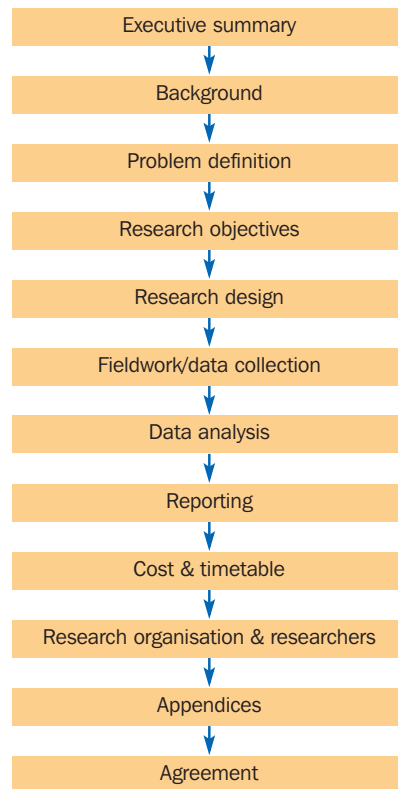 Executive summary
Background
Problem definition
Research objectives
Research design
Fieldwork/data collection
Data analysis
Reporting
Cost & timetable
Research organisation & researchers
Appendices
Agreement